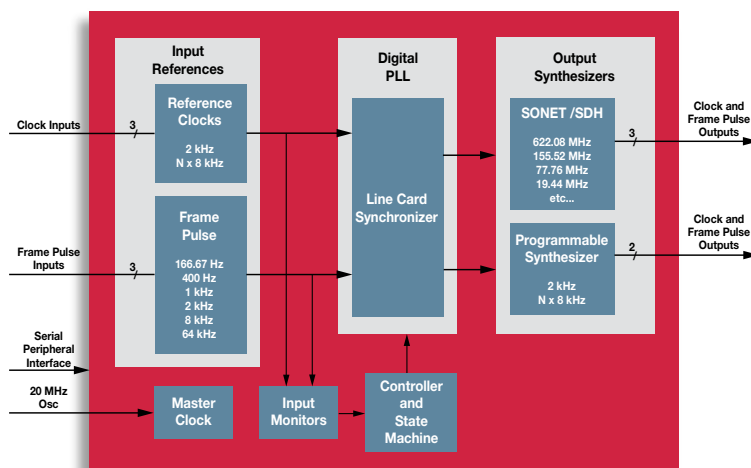 Input
References
Digital
PLL
Output
Synthesizers
Clock Inputs
3
Reference
Clocks
2 kHz
N x 8 kHz
Line Card
Synchronizer
SONET /SDH
622.08 MHz
155.52 MHz
77.76 MHz
19.44 MHz
etc...
3
Clock and
Frame Pulse
Outputs
Frame Pulse
Inputs
3
Frame
Pulse
166.67 Hz
400 Hz
1 kHz
2 kHz
8 kHz
64 kHz
Programmable
Synthesizer
2 kHz
N x 8 kHz
2
Clock and
Frame Pulse
Outputs
Serial
Peripheral
Interface
20 MHz
Osc
Master
Clock
Input
Monitors
Controller
and
State
Machine